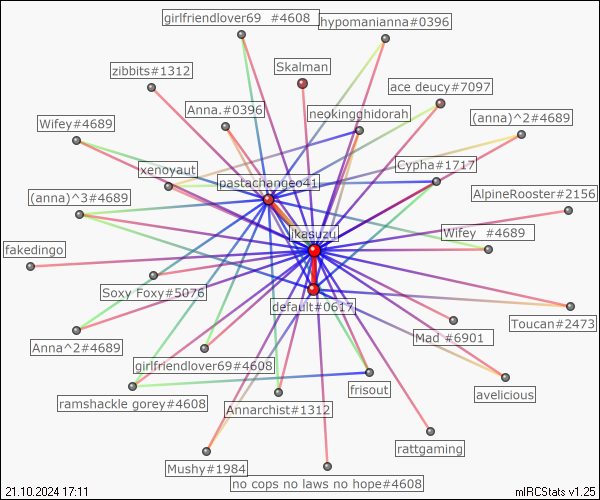 girlfriendlover69 #4608
hypomanianna#0396
zibbits#1312
Skalman
ace deucy#7097
Anna.#0396
neokingghidorah
Wifey#4689
(anna)^2#4689
xenoyaut
Cypha#1717
pastachangeo41
(anna)^3#4689
AlpineRooster#2156
ikasuzu
Wifey #4689
fakedingo
Soxy Foxy#5076
default#0617
Toucan#2473
Mad #6901
Anna^2#4689
girlfriendlover69#4608
frisout
avelicious
ramshackle gorey#4608
Annarchist#1312
rattgaming
Mushy#1984
no cops no laws no hope#4608
21.10.2024 17:11
mIRCStats v1.25